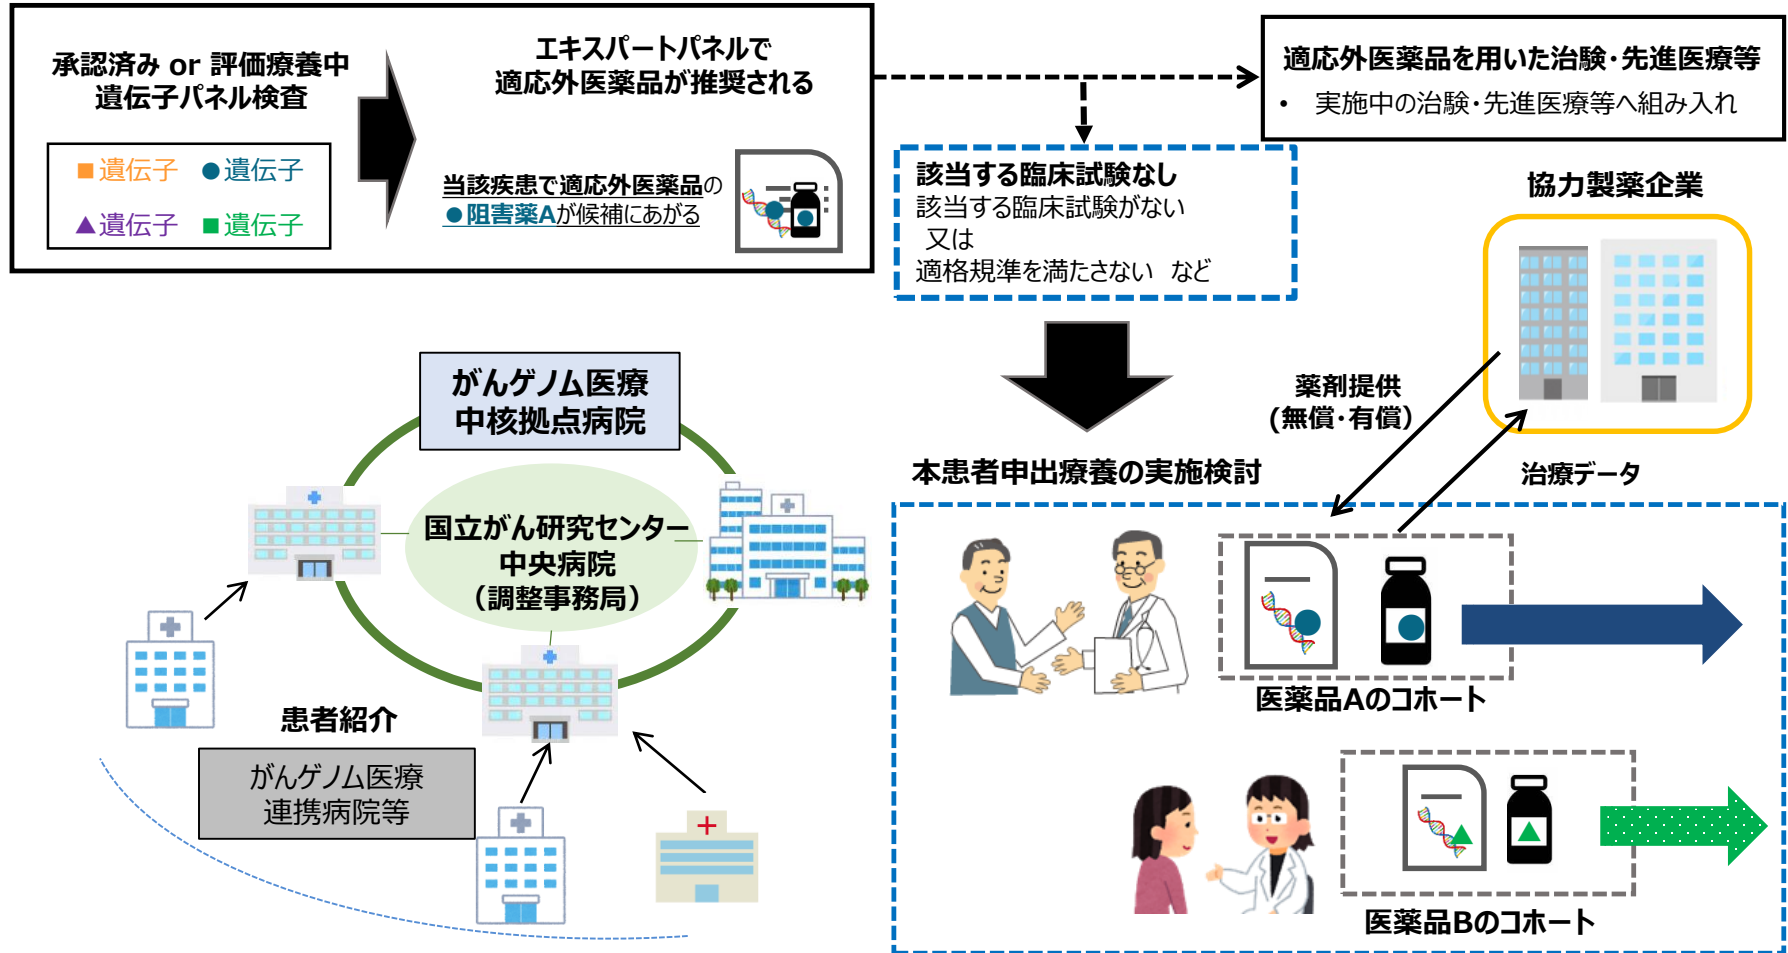 承認済み or 評価療養中
遺伝子パネル検査
■遺伝子 ●遺伝子
▲遺伝子 ■遺伝子
エキスパートパネルで
適応外医薬品が推奨される
当該疾患で適応外医薬品の
●阻害薬Aが候補にあがる
適応外医薬品を用いた治験・先進医療等
• 実施中の治験・先進医療等へ組み入れ
該当する臨床試験なし
該当する臨床試験がない
又は
適格規準を満たさない など
協力製薬企業
薬剤提供
(無償・有償)
治療データ
がんゲノム医療
中核拠点病院
国立がん研究センター
中央病院
（調整事務局）
患者紹介
がんゲノム医療
連携病院等
本患者申出療養の実施検討
医薬品Aのコホート
医薬品Bのコホート